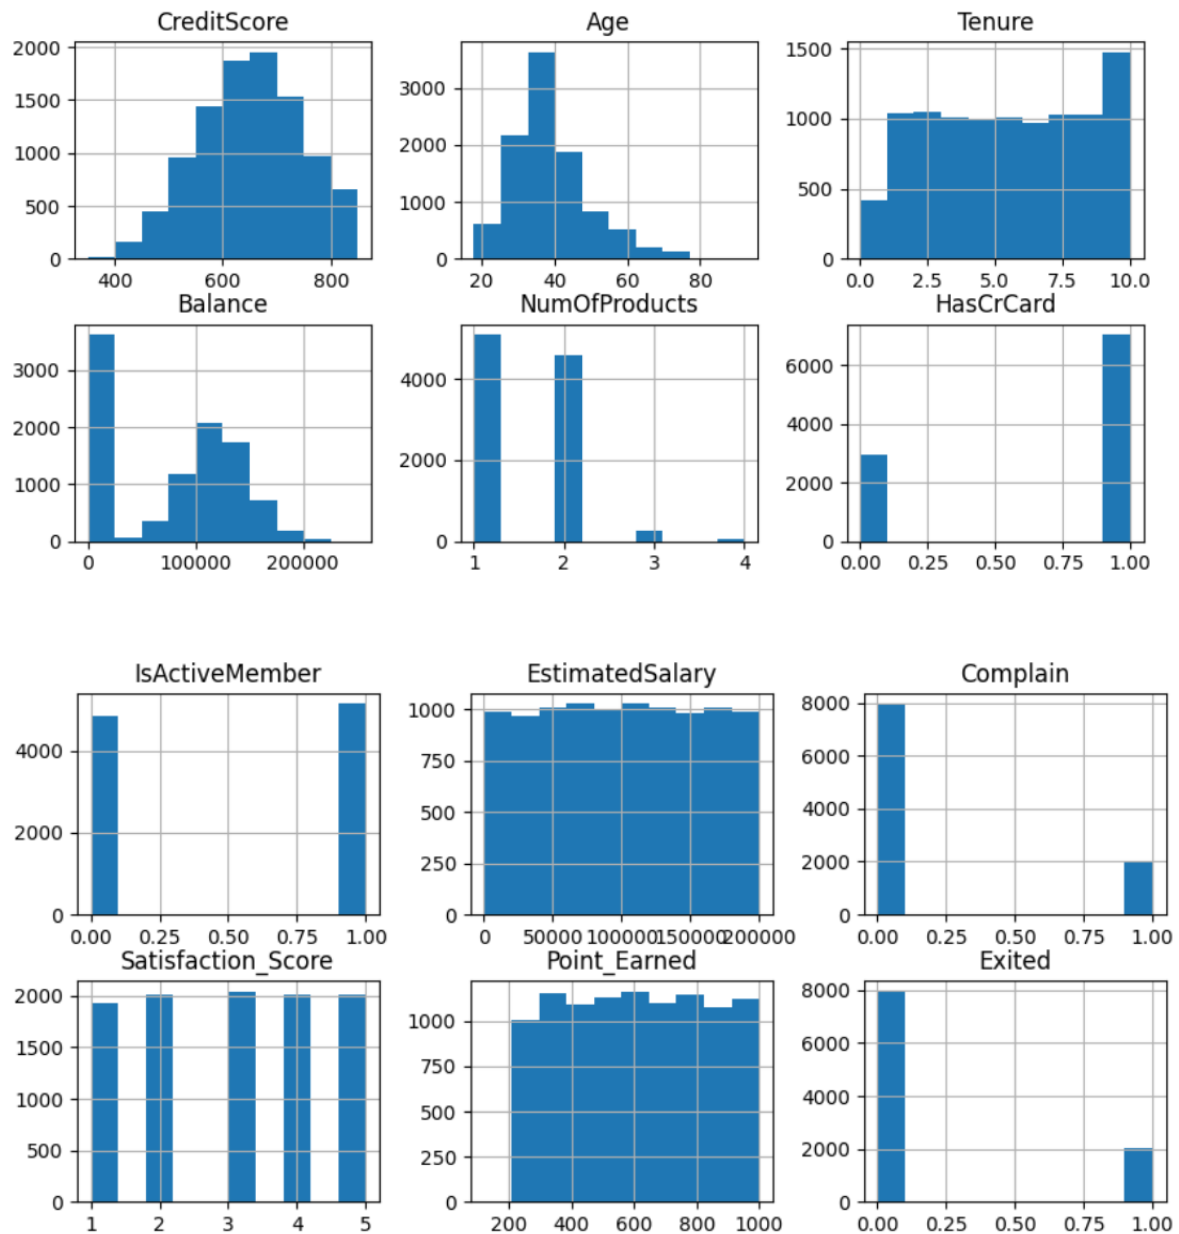 CreditScore
2000
1500
1000
500
0
400 600 800
Age
3000
2000
1000
0
20 40 60 80
Tenure
1500
1000
500
0
0.0 2.5 5.0 7.5 10.0
Balance
3000
2000
1000
0
0 100000 200000
NumOfProducts
4000
2000
0
1 2 3 4
HasCrCard
6000
4000
2000
0
0.00 0.25 0.50 0.75 1.00
IsActiveMember
4000
2000
0
0.00 0.25 0.50 0.75 1.00
EstimatedSalary
1000
750
500
250
0
0 50000 100000 150000 200000
Complain
8000
6000
4000
2000
0
0.00 0.25 0.50 0.75 1.00
Satisfaction_Score
2000
1500
1000
500
0
1 2 3 4 5
Point_Earned
1000
750
500
250
0
200 400 600 800 1000
Exited
8000
6000
4000
2000
0
0.00 0.25 0.50 0.75 1.00